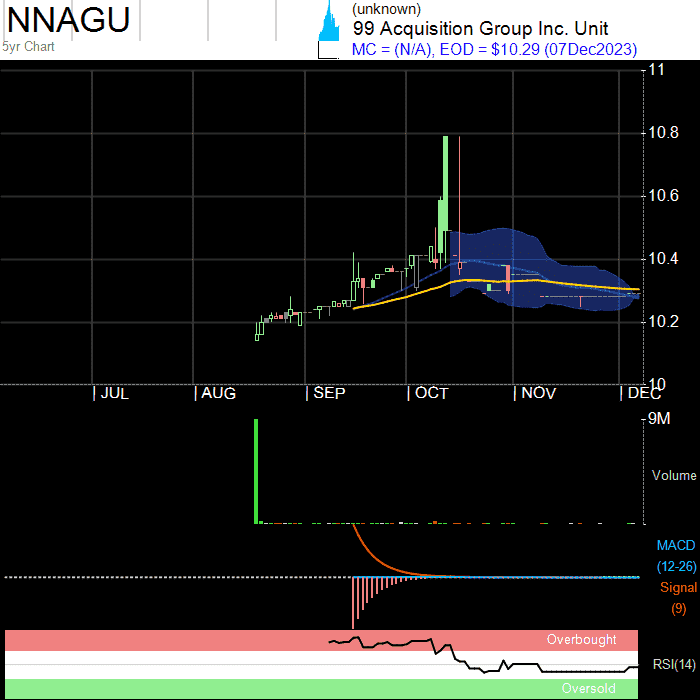 NNAGU
5yr Chart
(unknown)
99 Acquisition Group Inc. Unit
MC = (N/A), EOD = $10.29 (07Dec2023)
11
10.8
10.6
10.4
10.2
10
JUL
AUG
SEP
OCT
NOV
DEC
9M
Volume
MACD
(12-26)
Signal
(9)
Overbought
RSI(14)
Oversold